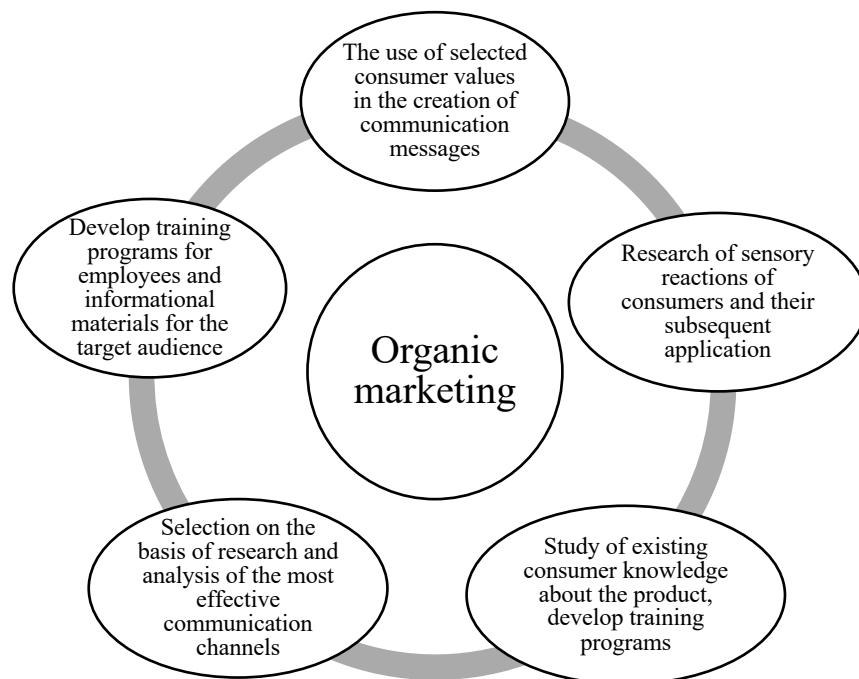 The use of selected
consumer values
in the creation of
communication
messages
Develop training
programs for
employees and
informational
materials for the
target audience
Research of sensory
reactions of
consumers and their
subsequent
application
Organic
marketing
Selection on the
basis of research and
analysis of the most
effective
communication
channels
Study of existing
consumer knowledge
about the product,
develop training
programs